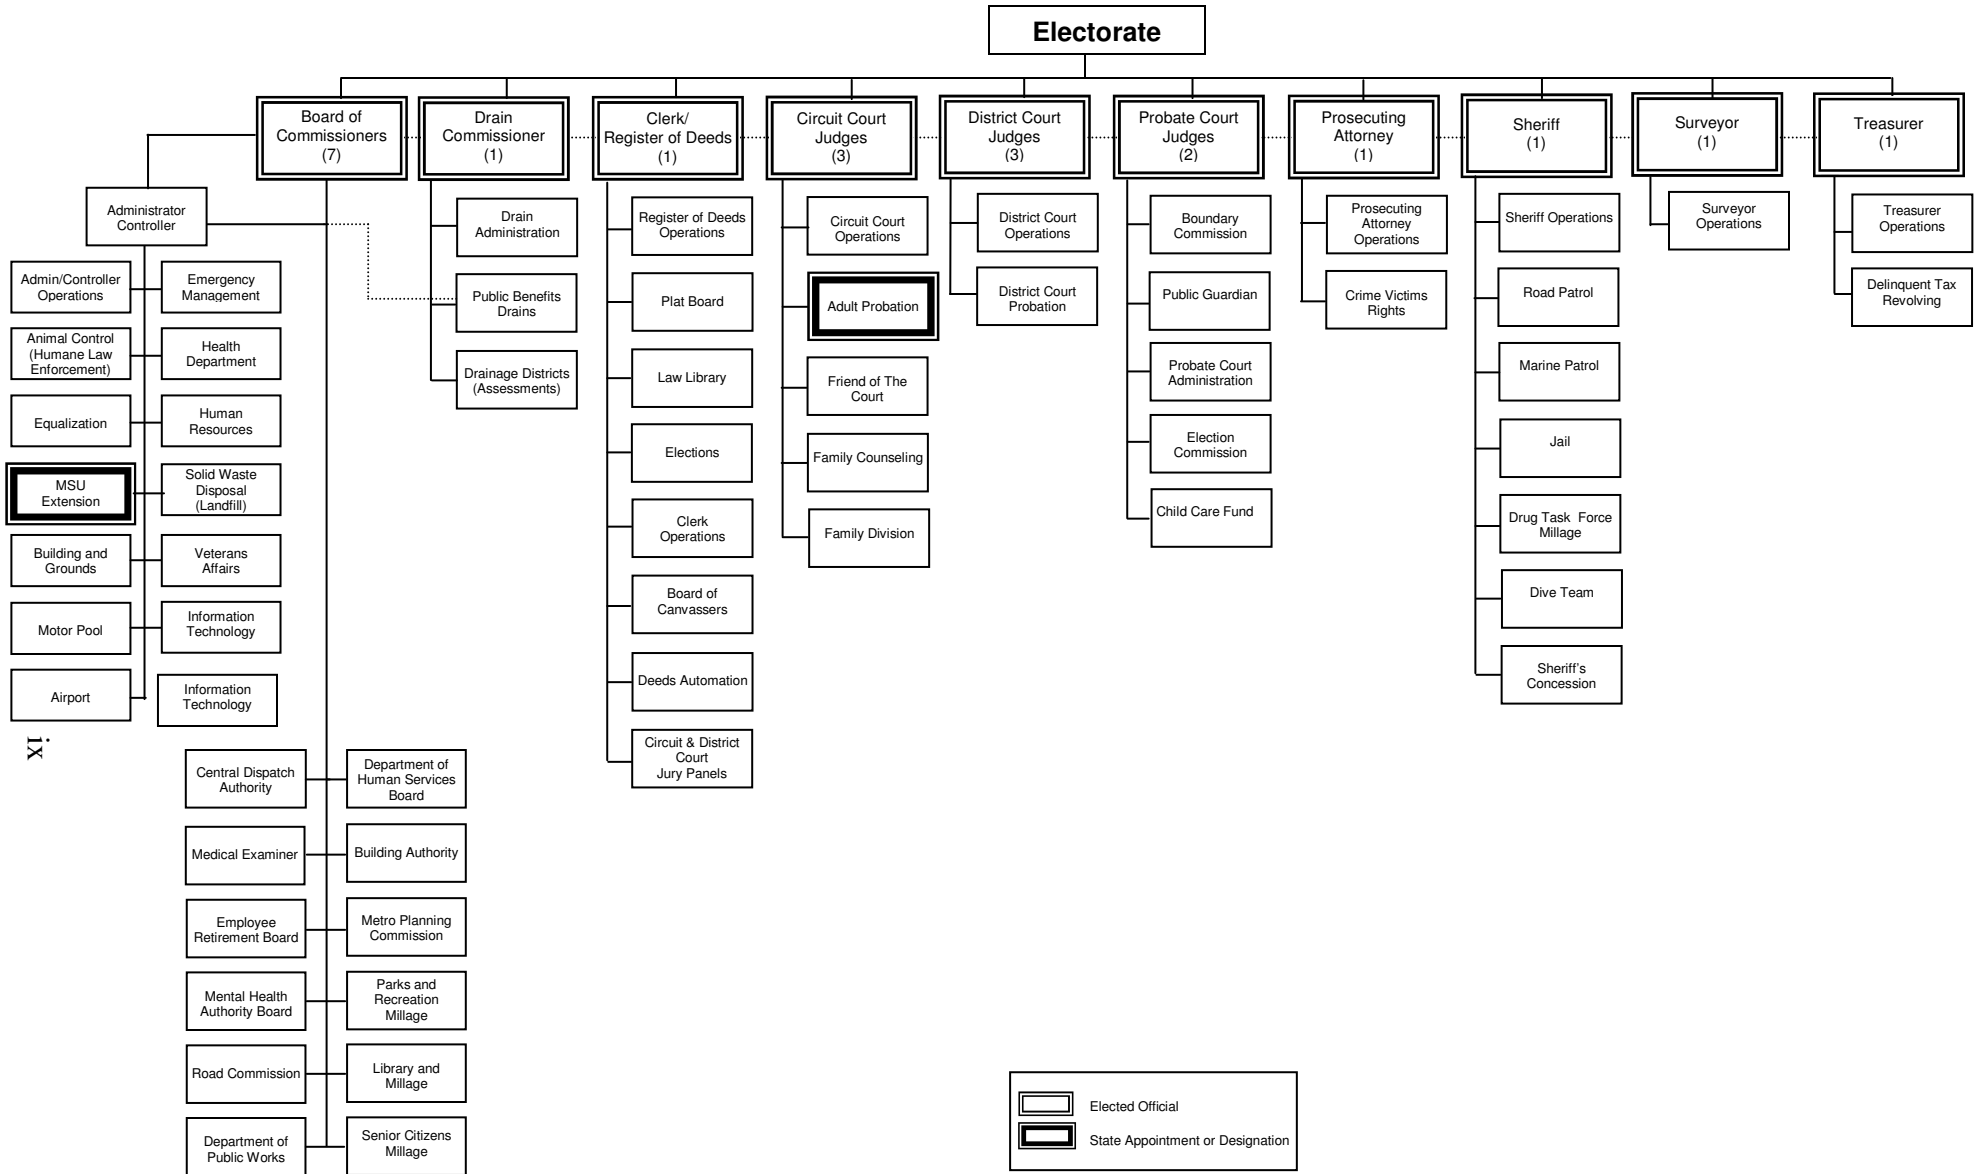 Electorate
Board of
Commissioners
(7)
Drain
Commissioner
(1)
Clerk/
Register of Deeds
(1)
Circuit Court
Judges
(3)
District Court
Judges
(3)
Probate Court
Judges
(2)
Prosecuting
Attorney
(1)
Sheriff
(1)
Surveyor
(1)
Treasurer
(1)
Administrator
Controller
Admin/Controller
Operations
Emergency
Management
Animal Control
(Humane Law
Enforcement)
Health
Department
Equalization
Human
Resources
MSU
Extension
Solid Waste
Disposal
(Landfill)
Building and
Grounds
Veterans
Affairs
Motor Pool
Information
Technology
Airport
Information
Technology
ix
Central Dispatch
Authority
Department of
Human Services
Board
Medical Examiner
Building Authority
Employee
Retirement Board
Metro Planning
Commission
Mental Health
Authority Board
Parks and
Recreation
Millage
Road Commission
Library and
Millage
Department of
Public Works
Senior Citizens
Millage
Drain
Administration
Public Benefits
Drains
Drainage Districts
(Assessments)
Register of Deeds
Operations
Plat Board
Law Library
Elections
Clerk
Operations
Board of
Canvassers
Deeds Automation
Circuit & District
Court
Jury Panels
Circuit Court
Operations
Adult Probation
Friend of The
Court
Family Counseling
Family Division
District Court
Operations
District Court
Probation
Boundary
Commission
Public Guardian
Probate Court
Administration
Election
Commission
Child Care Fund
Prosecuting
Attorney
Operations
Crime Victims
Rights
Sheriff Operations
Road Patrol
Marine Patrol
Jail
Drug Task Force
Millage
Dive Team
Sheriff's
Concession
Surveyor
Operations
Treasurer
Operations
Delinquent Tax
Revolving
Elected Official
State Appointment or Designation